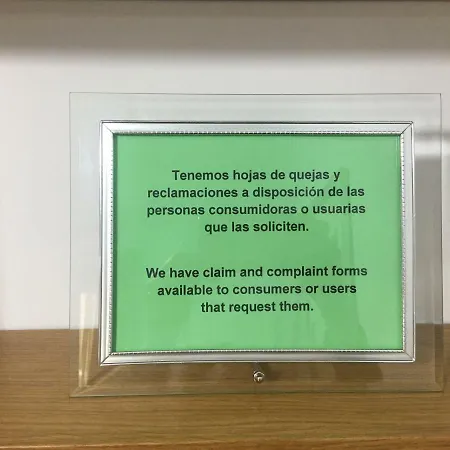 Tenemos hojas de quejas y
reclamaciones a disposición de las
personas consumidoras o usuarias
que las soliciten.
We have claim and complaint forms
available to consumers or users
that request them.